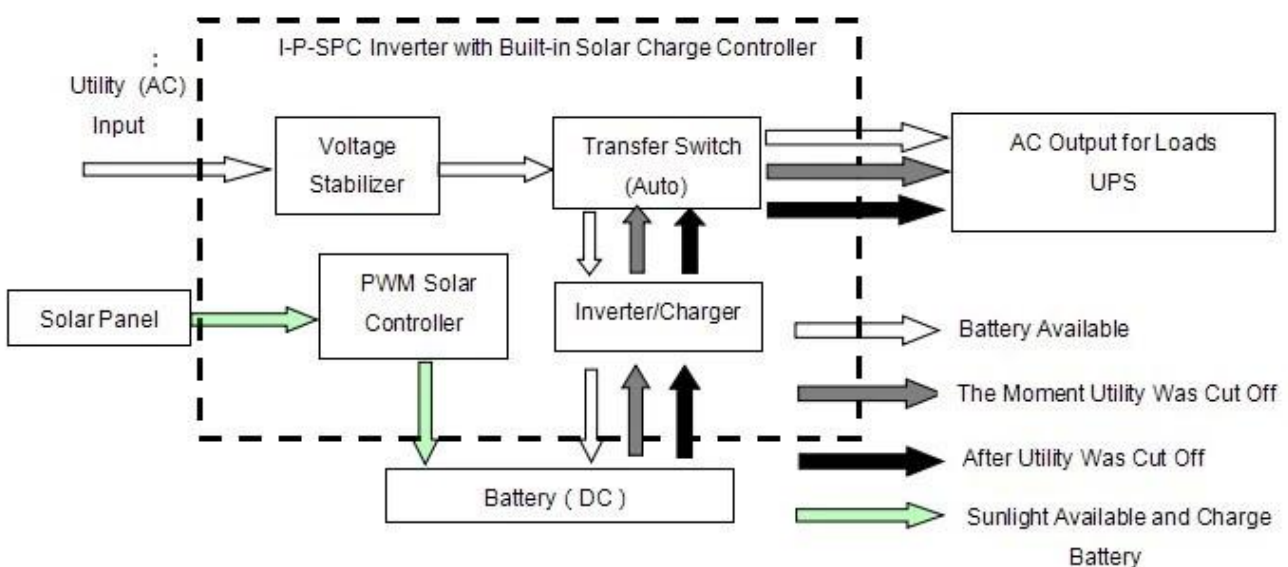 I-P-SPC Inverter with Built-in Solar Charge Controller
:
Utility (AC)
Input
Voltage
Stabilizer
Transfer Switch
(Auto)
AC Output for Loads
UPS
Solar Panel
PWM Solar
Controller
Inverter/Charger
Battery ( DC )
Battery Available
The Moment Utility Was Cut Off
After Utility Was Cut Off
Sunlight Available and Charge
Battery